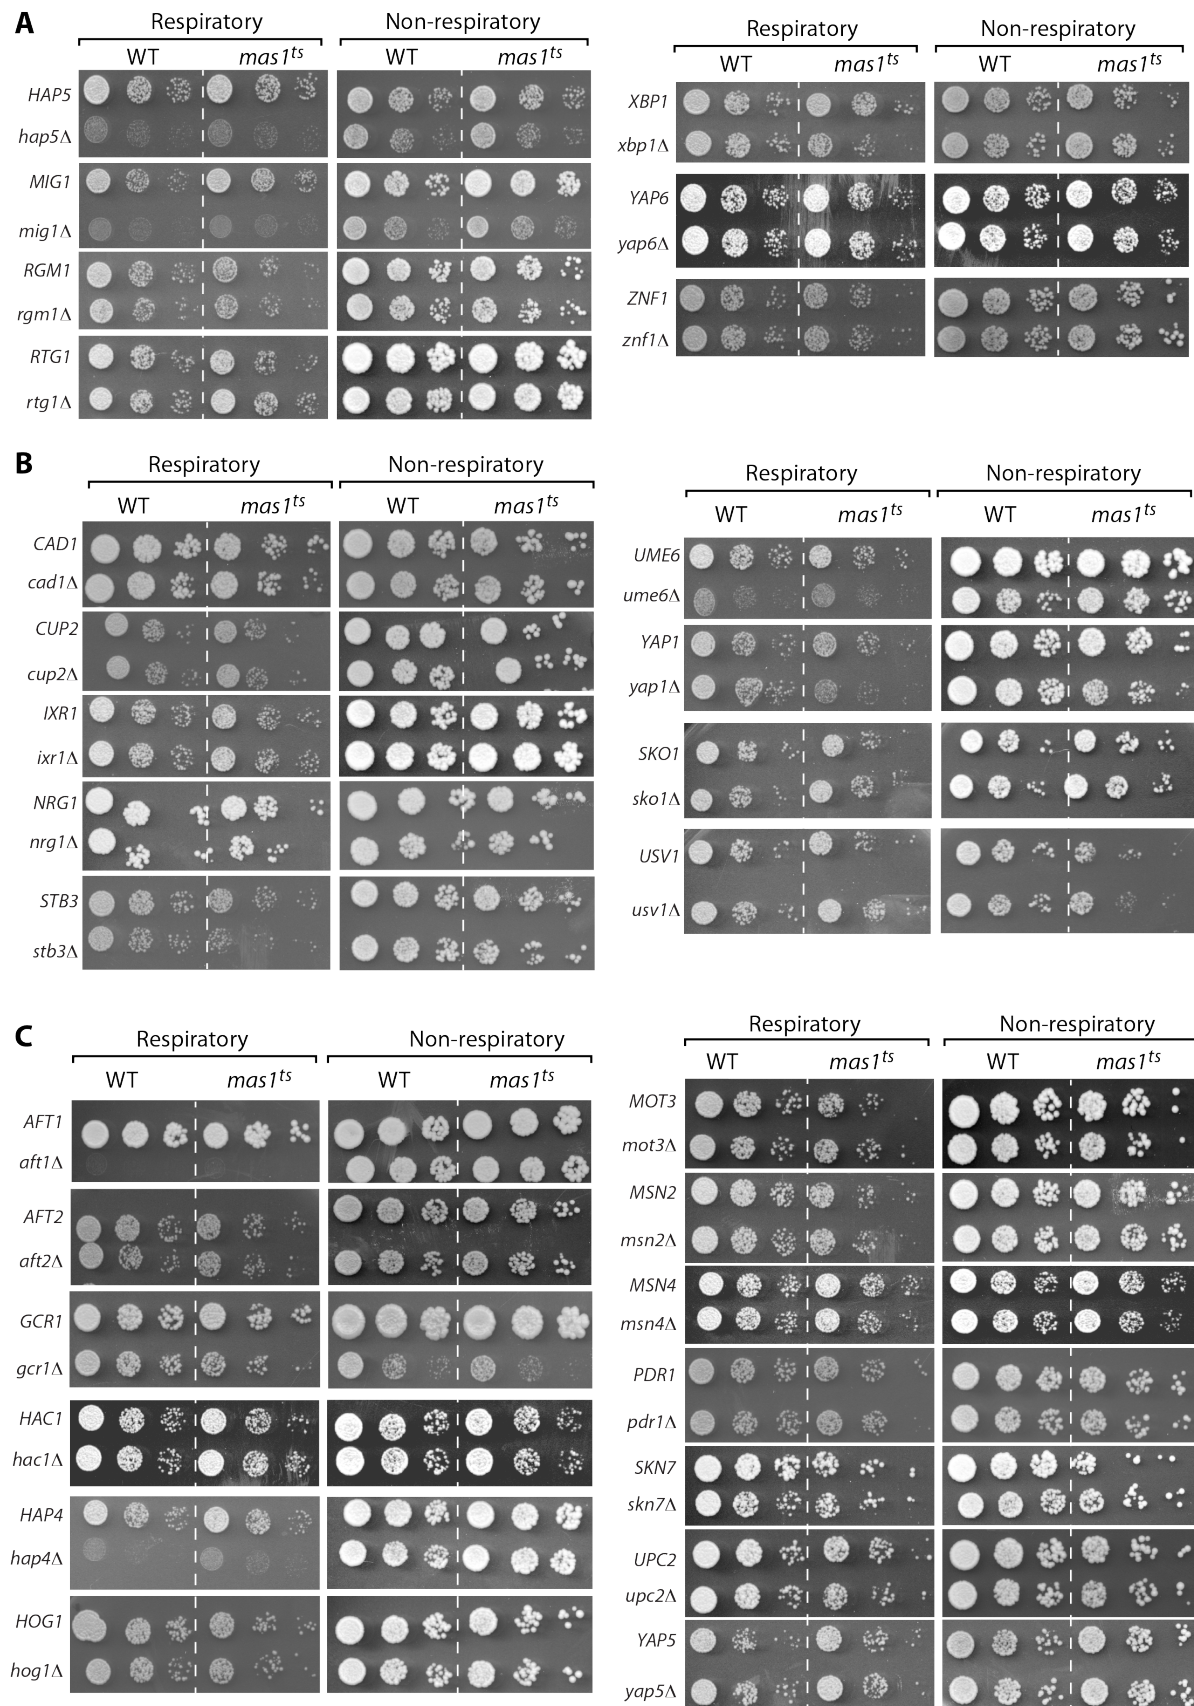 A
Respiratory
Non-respiratory
WT
mas1ts
WT
mas1ts
HAP5
hap5Δ
MIG1
mig1Δ
RGM1
rgm1Δ
RTG1
rtg1Δ
Respiratory
Non-respiratory
WT
mas1ts
WT
mas1ts
XBP1
xbp1Δ
YAP6
yap6Δ
ZNF1
znf1Δ
B
Respiratory
Non-respiratory
WT
mas1ts
WT
mas1ts
CAD1
cad1Δ
CUP2
cup2Δ
IXR1
ixr1Δ
NRG1
nrg1Δ
STB3
stb3Δ
Respiratory
Non-respiratory
WT
mas1ts
WT
mas1ts
UME6
ume6Δ
YAP1
yap1Δ
SKO1
sko1Δ
USV1
usv1Δ
C
Respiratory
Non-respiratory
WT
mas1ts
WT
mas1ts
AFT1
aft1Δ
AFT2
aft2Δ
GCR1
gcr1Δ
HAC1
hac1Δ
HAP4
hap4Δ
HOG1
hog1Δ
Respiratory
Non-respiratory
WT
mas1ts
WT
mas1ts
MOT3
mot3Δ
MSN2
msn2Δ
MSN4
msn4Δ
PDR1
pdr1Δ
SKN7
skn7Δ
UPC2
upc2Δ
YAP5
yap5Δ